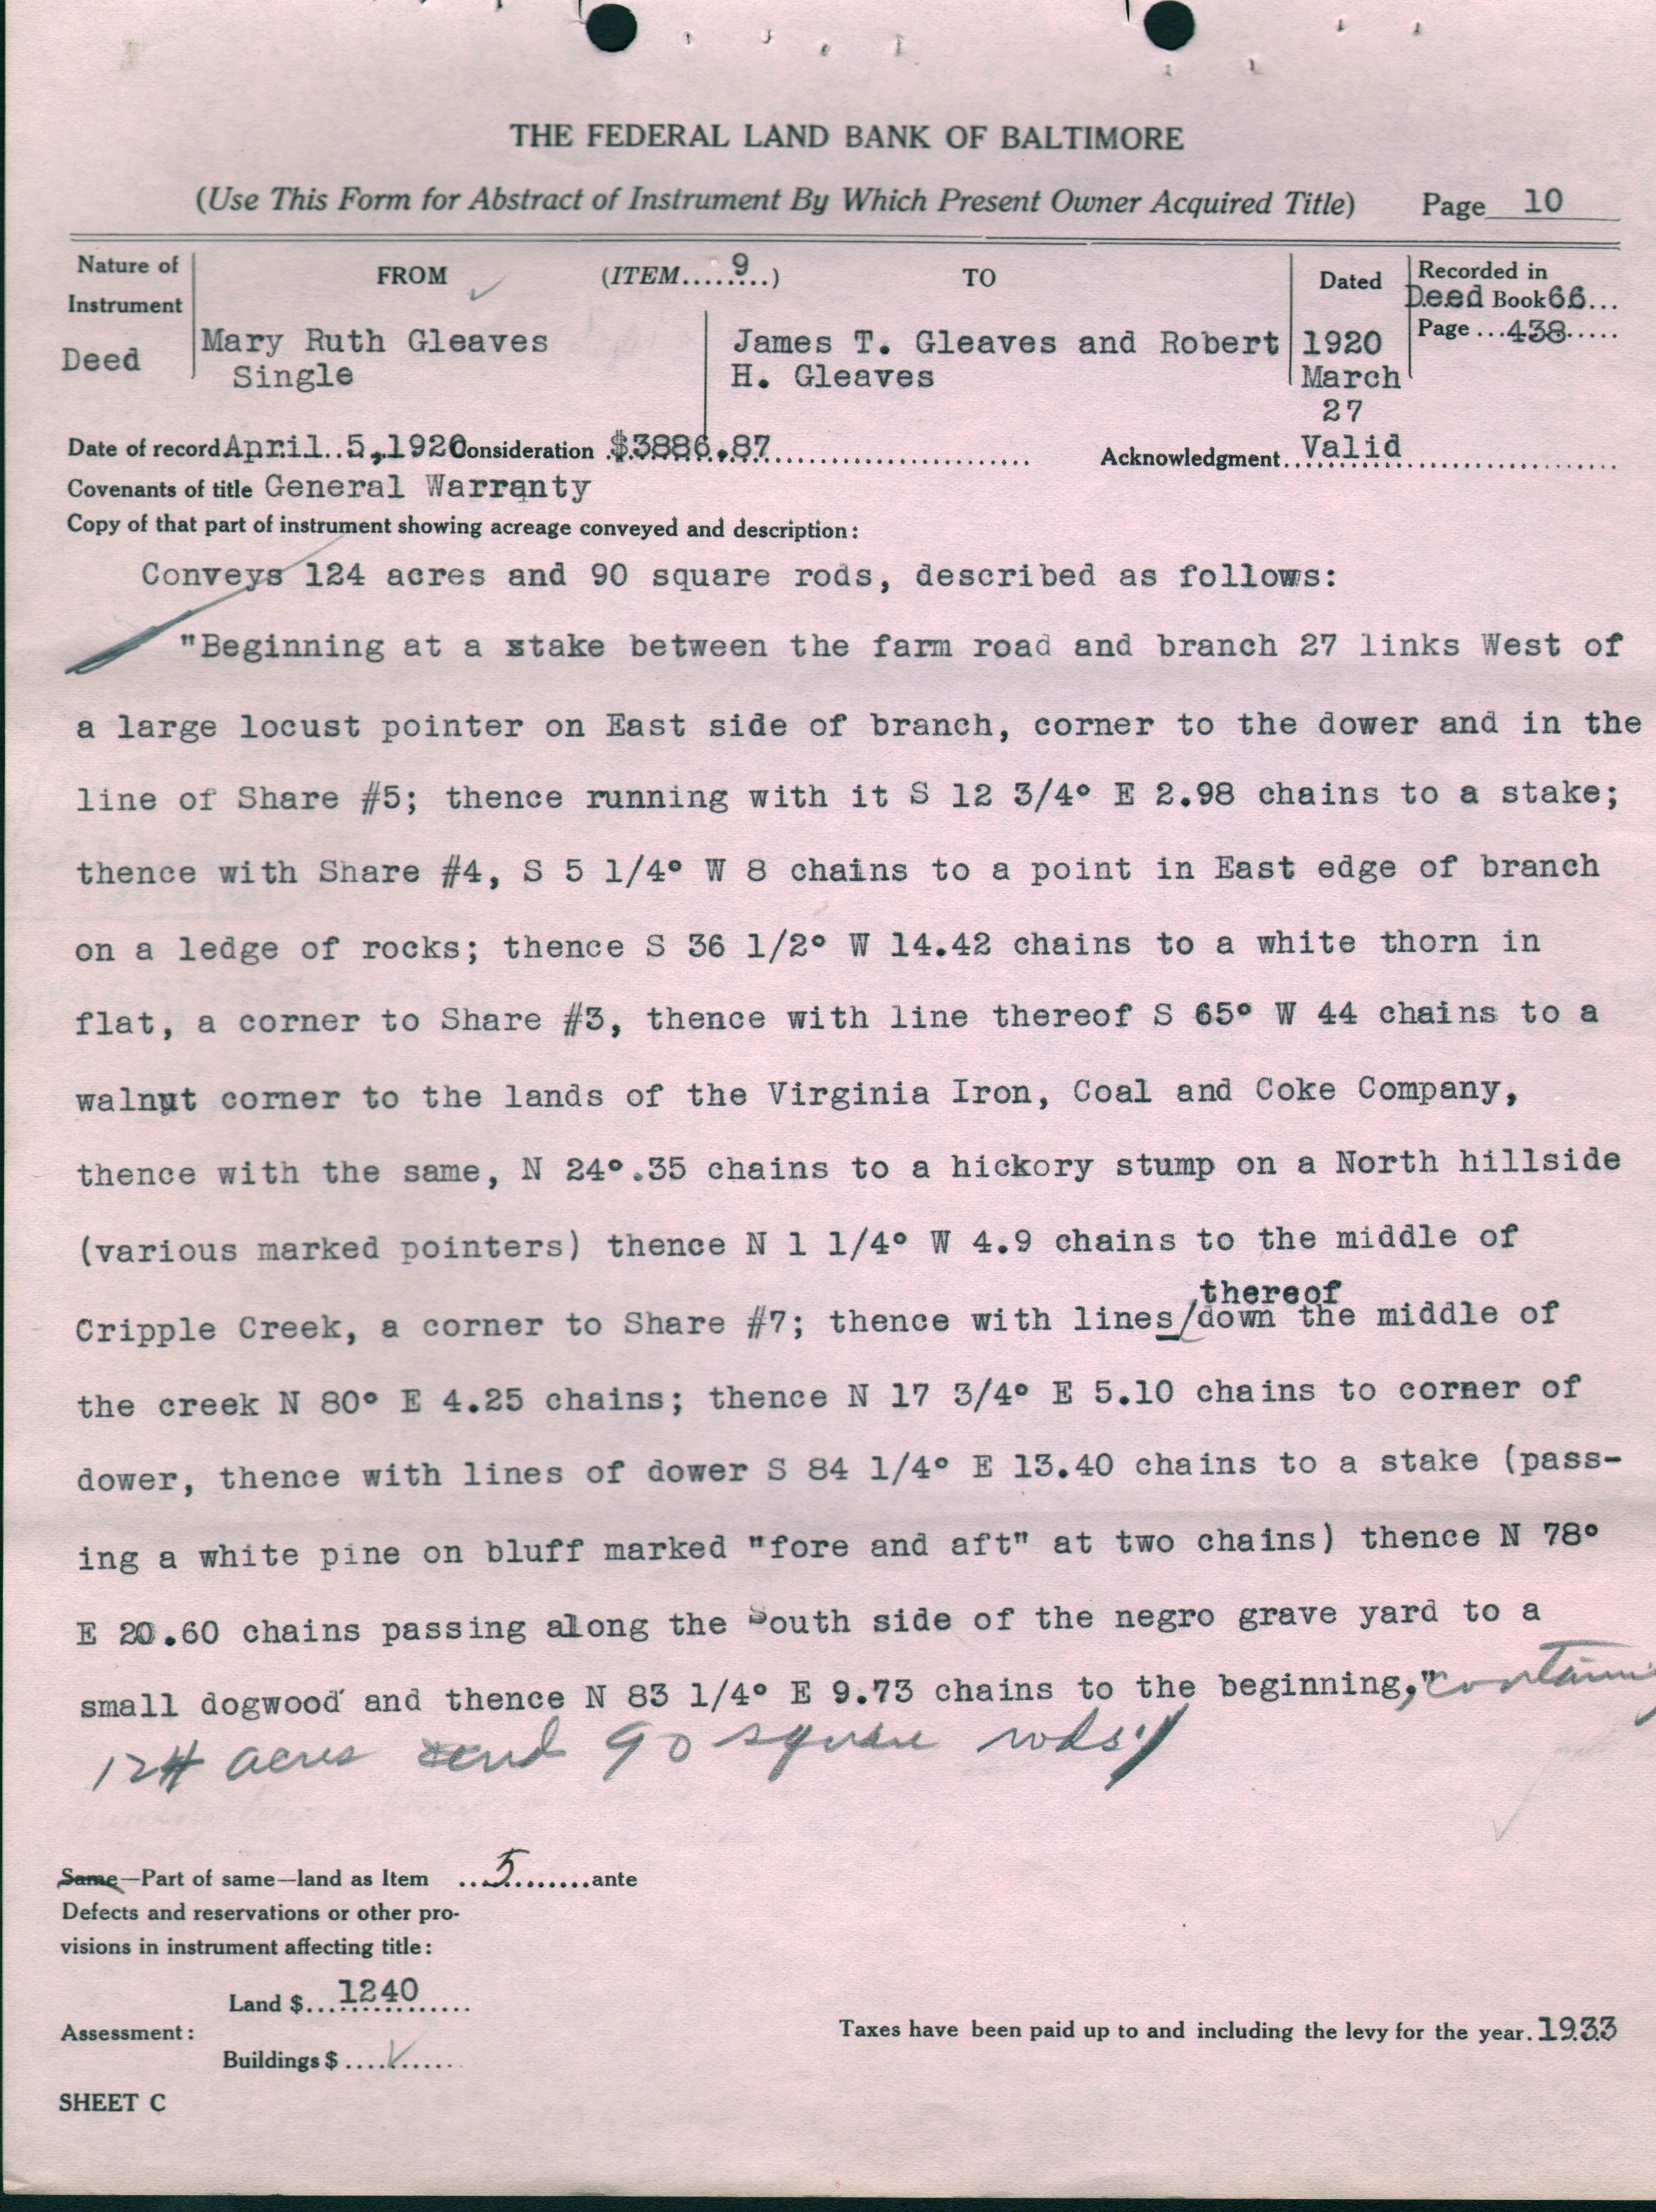 THE FEDERAL LAND BANK OF BALTIMORE
(Use This Form for Abstract of Instrument By Which Present Owner Acquired Title) Page 10
Nature of Instrument FROM (ITEM.....9...) TO Dated Recorded in
Deed Book 66...
Page ...438.....
Deed Mary Ruth Gleaves James T. Gleaves and Robert 1920
Single H. Gleaves March
27
Date of record April 5, 1920 Consideration $3886.87 Acknowledgment Valid
Covenants of title General Warranty
Copy of that part of instrument showing acreage conveyed and description:
Conveys 124 acres and 90 square rods, described as follows:
"Beginning at a stake between the farm road and branch 27 links West of
a large locust pointer on East side of branch, corner to the dower and in the
line of Share #5; thence running with it S 12 3/4° E 2.98 chains to a stake;
thence with Share #4, S 5 1/4° W 8 chains to a point in East edge of branch
on a ledge of rocks; thence S 36 1/2° W 14.42 chains to a white thorn in
flat, a corner to Share #3, thence with line thereof S 65° W 44 chains to a
walnut corner to the lands of the Virginia Iron, Coal and Coke Company,
thence with the same, N 24°.35 chains to a hickory stump on a North hillside
(various marked pointers) thence N 1 1/4° W 4.9 chains to the middle of
thereof
Cripple Creek, a corner to Share #7; thence with lines/down the middle of
the creek N 80° E 4.25 chains; thence N 17 3/4° E 5.10 chains to corner of
dower, thence with lines of dower S 84 1/4° E 13.40 chains to a stake (pass-
ing a white pine on bluff marked "fore and aft" at two chains) thence N 78°
E 20.60 chains passing along the South side of the negro grave yard to a
small dogwood and thence N 83 1/4° E 9.73 chains to the beginning," containing
124 acres and 90 square rods."
Same—Part of same—land as Item ...5..........ante
Defects and reservations or other pro-
visions in instrument affecting title:
Land $...1240......
Assessment:
Buildings $ ....
Taxes have been paid up to and including the levy for the year. 1933
SHEET C